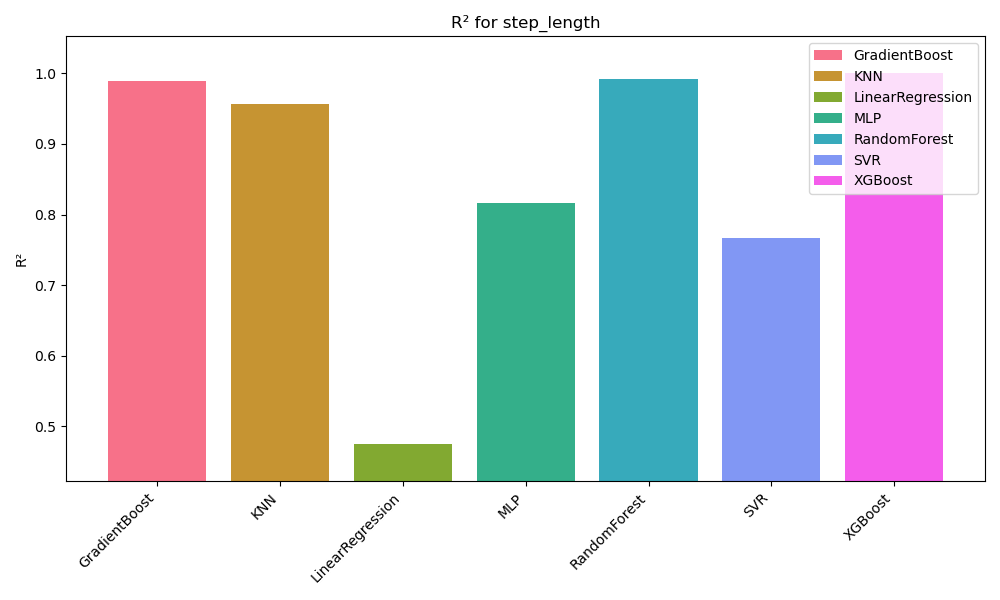 R² for step_length
GradientBoost
KNN
LinearRegression
MLP
RandomForest
SVR
XGBoost
1.0
0.9
0.8
0.7
0.6
0.5
R²
GradientBoost
KNN
LinearRegression
MLP
RandomForest
SVR
XGBoost